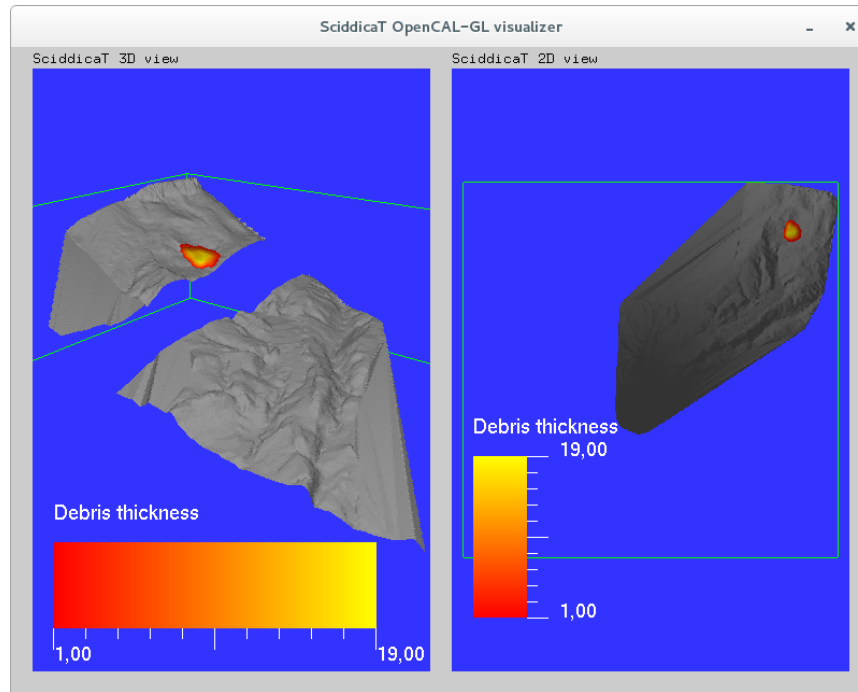 SciddicaT OpenCAL-GL visualizer
SciddicaT 3D view
Debris thickness
1,00
19,00
SciddicaT 2D view
Debris thickness
19,00
1,00